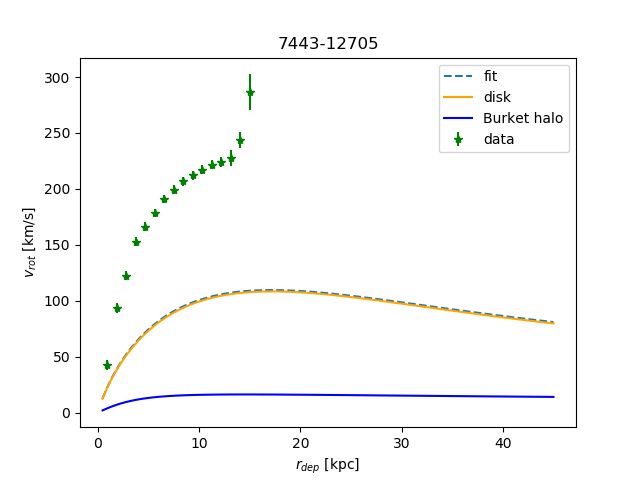 7443-12705
fit
disk
Burket halo
data
300
250
200
150
100
50
0
v_rot [km/s]
0 10 20 30 40
r_dep [kpc]